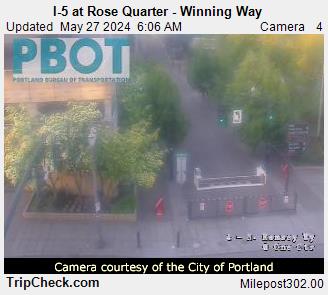 I-5 at Rose Quarter - Winning Way
Updated May 27 2024 6:06 AM Camera 4
PBOT
PORTLAND BUREAU OF TRANSPORTATION
Camera courtesy of the City of Portland
TripCheck.com Milepost302.00